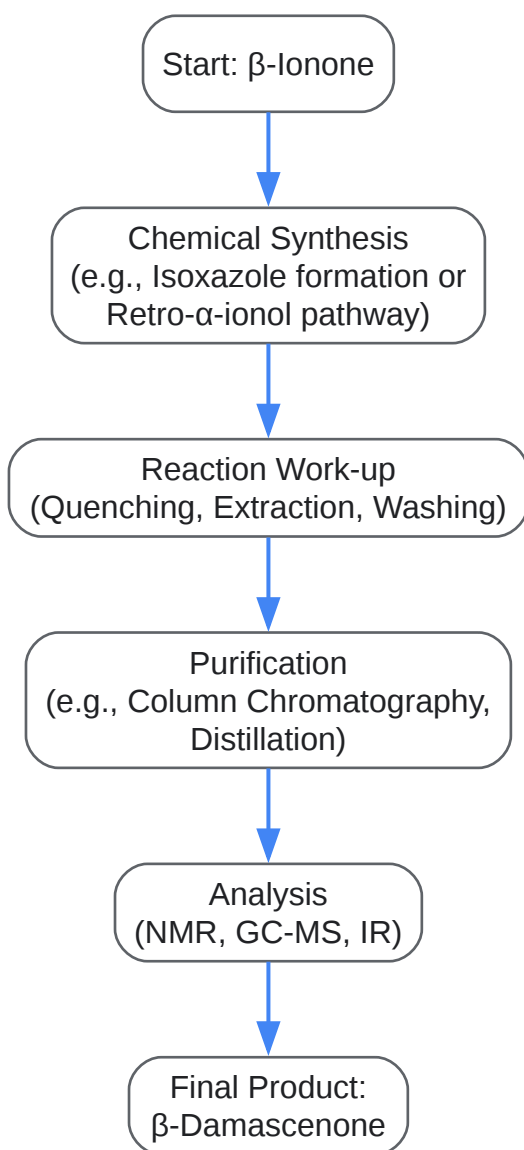 Start: β-Ionone
Chemical Synthesis
(e.g., Isoxazole formation or
Retro-α-ionol pathway)
Reaction Work-up
(Quenching, Extraction, Washing)
Purification
(e.g., Column Chromatography,
Distillation)
Analysis
(NMR, GC-MS, IR)
Final Product:
β-Damascenone